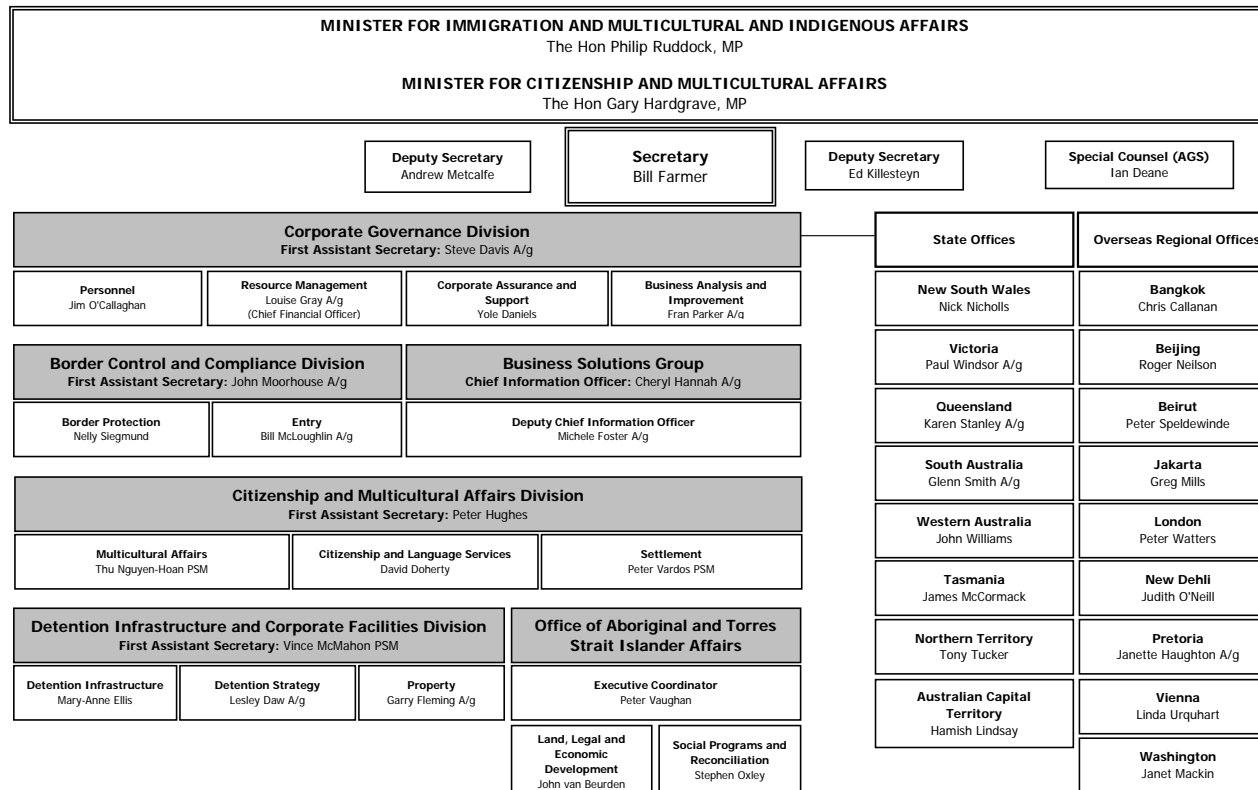 MINISTER FOR IMMIGRATION AND MULTICULTURAL AND INDIGENOUS AFFAIRS
The Hon Philip Ruddock, MP
MINISTER FOR CITIZENSHIP AND MULTICULTURAL AFFAIRS
The Hon Gary Hardgrave, MP
Deputy Secretary
Andrew Metcalfe
Secretary
Bill Farmer
Deputy Secretary
Ed Killesteyn
Special Counsel (AGS)
Ian Deane
Corporate Governance Division
First Assistant Secretary: Steve Davis A/g
Personnel
Jim O'Callaghan
Resource Management
Louise Gray A/g
(Chief Financial Officer)
Corporate Assurance and
Support
Yole Daniels
Business Analysis and
Improvement
Fran Parker A/g
Border Control and Compliance Division
First Assistant Secretary: John Moorhouse A/g
Border Protection
Nelly Siegmund
Entry
Bill McLoughlin A/g
Business Solutions Group
Chief Information Officer: Cheryl Hannah A/g
Deputy Chief Information Officer
Michele Foster A/g
Citizenship and Multicultural Affairs Division
First Assistant Secretary: Peter Hughes
Multicultural Affairs
Thu Nguyen-Hoan PSM
Citizenship and Language Services
David Doherty
Settlement
Peter Vardos PSM
Detention Infrastructure and Corporate Facilities Division
First Assistant Secretary: Vince McMahon PSM
Detention Infrastructure
Mary-Anne Ellis
Detention Strategy
Lesley Daw A/g
Property
Garry Fleming A/g
Office of Aboriginal and Torres
Strait Islander Affairs
Executive Coordinator
Peter Vaughan
Land, Legal and
Economic
Development
John van Beurden
Social Programs and
Reconciliation
Stephen Oxley
State Offices
New South Wales
Nick Nicholls
Victoria
Paul Windsor A/g
Queensland
Karen Stanley A/g
South Australia
Glenn Smith A/g
Western Australia
John Williams
Tasmania
James McCormack
Northern Territory
Tony Tucker
Australian Capital
Territory
Hamish Lindsay
Overseas Regional Offices
Bangkok
Chris Callanan
Beijing
Roger Neilson
Beirut
Peter Speldewinde
Jakarta
Greg Mills
London
Peter Watters
New Dehli
Judith O'Neill
Pretoria
Janette Haughton A/g
Vienna
Linda Urquhart
Washington
Janet Mackin